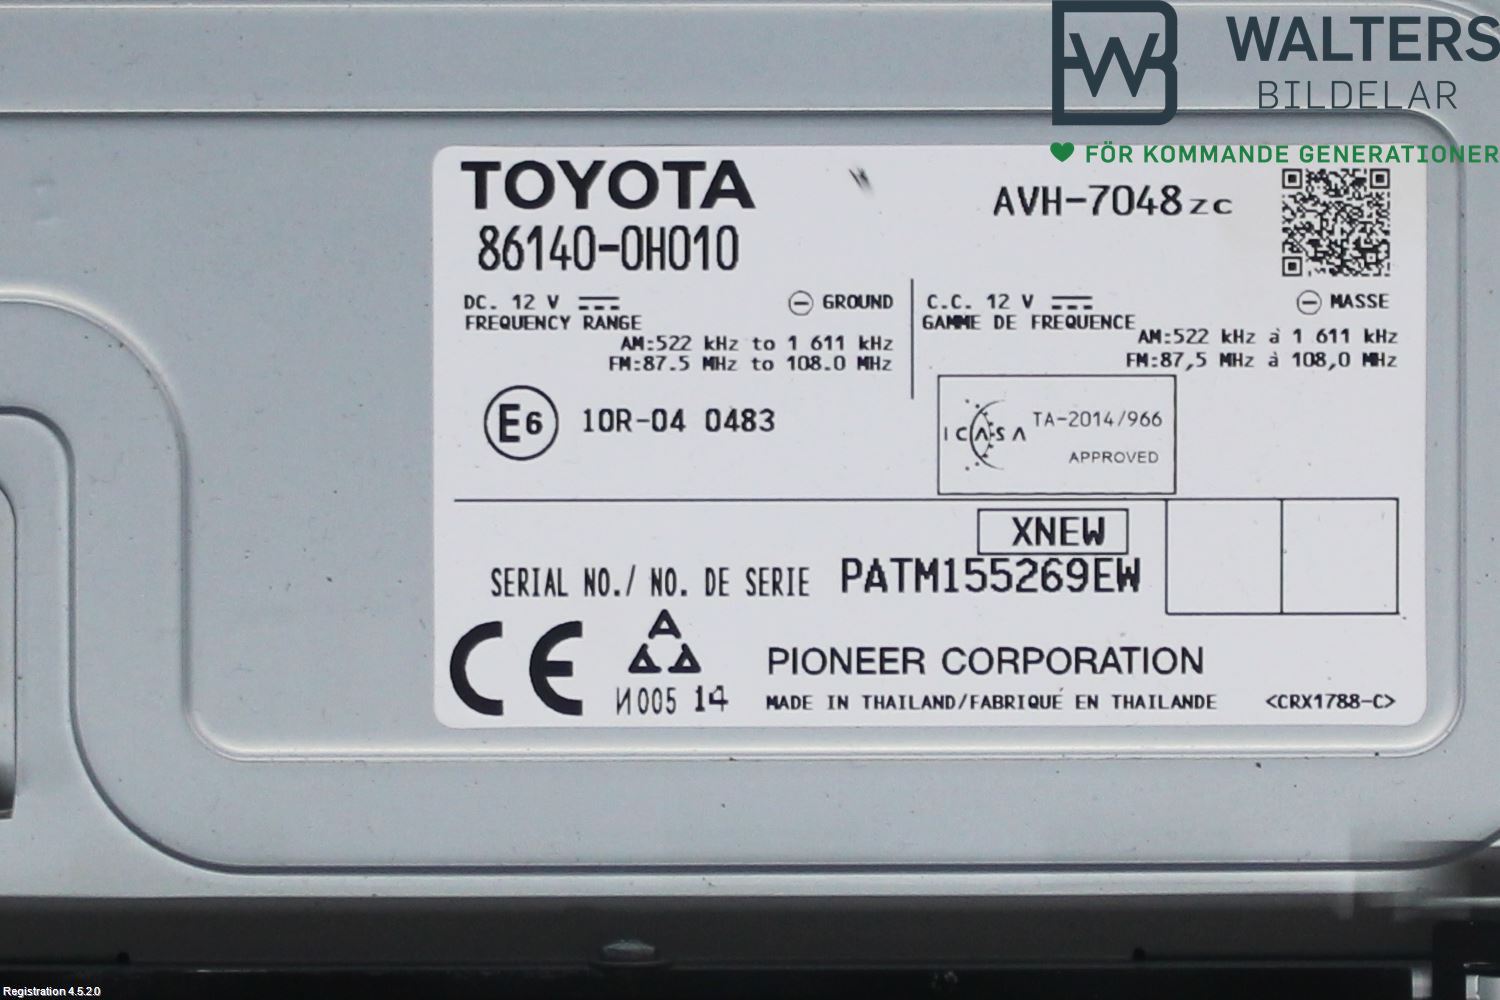 WALTERS
BILDELAR
FÖR KOMMANDE GENERATIONER
TOYOTA
86140-0H010
AVH-7048zc
DC. 12 V
⊖ GROUND
FREQUENCY RANGE
AM:522 kHz to 1 611 kHz
FM:87.5 MHz to 108.0 MHz
C.C. 12 V
⊖ MASSE
GAMME DE FREQUENCE
AM:522 kHz à 1 611 kHz
FM:87,5 MHz à 108,0 MHz
E6
10R-04 0483
ICASA
TA-2014/966
APPROVED
XNEW
SERIAL NO./ NO. DE SERIE PATM155269EW
CE
И005 14
PIONEER CORPORATION
MADE IN THAILAND/FABRIQUÉ EN THAILANDE
<CRX1788-C>
Registration 4.5.2.0